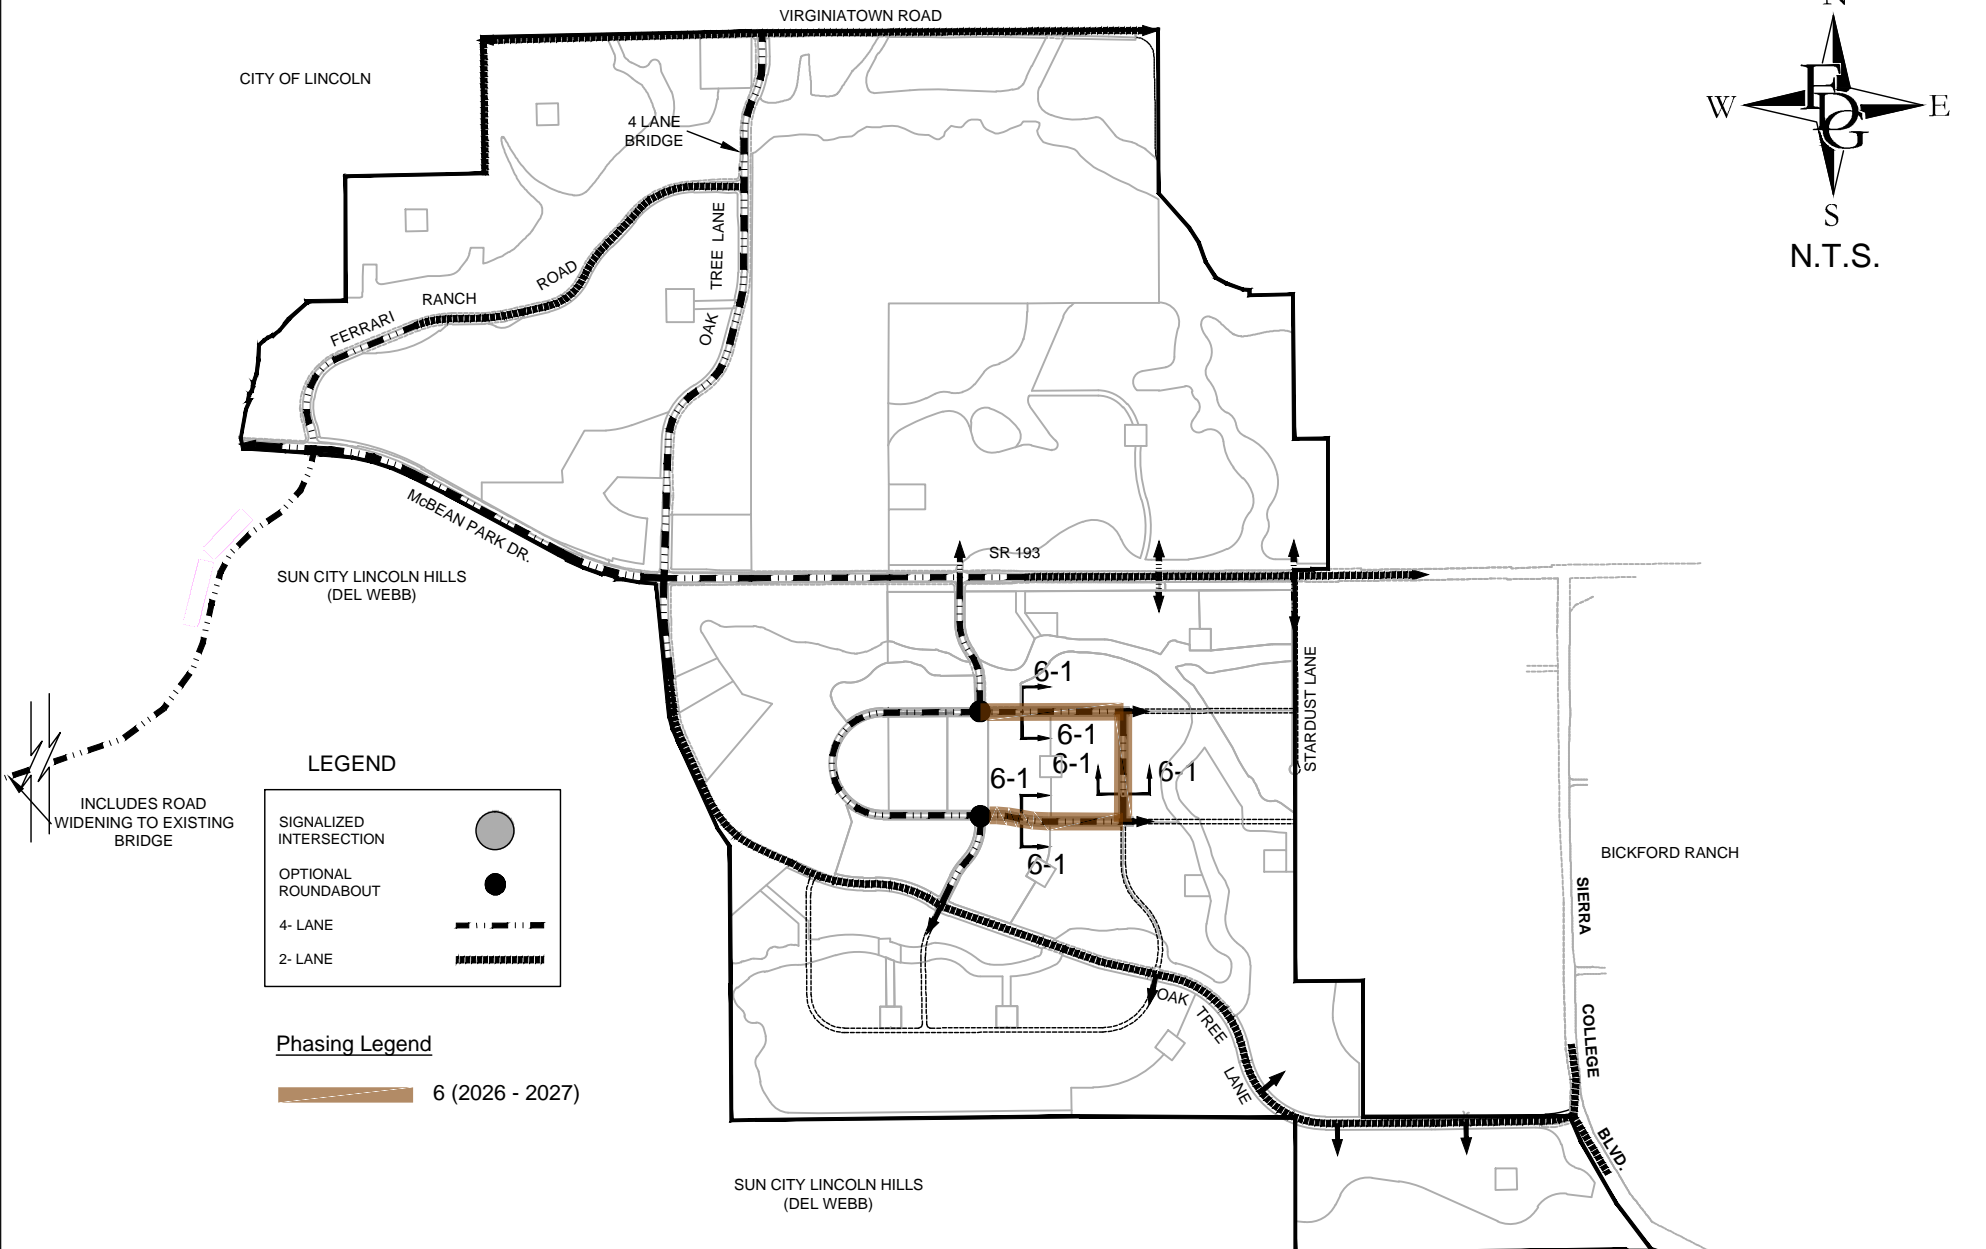 VIRGINIATOWN ROAD
N
CITY OF LINCOLN
W
EDG
E
S
N.T.S.
4 LANE
BRIDGE
TREE LANE
OAK
FERRARI
RANCH
ROAD
McBEAN PARK DR.
SR 193
SUN CITY LINCOLN HILLS
(DEL WEBB)
STARDUST LANE
6-1
6-1
6-1
6-1
6-1
6-1
INCLUDES ROAD
WIDENING TO EXISTING
BRIDGE
LEGEND
SIGNALIZED
INTERSECTION
OPTIONAL
ROUNDABOUT
4- LANE
2- LANE
Phasing Legend
6 (2026 - 2027)
BICKFORD RANCH
SIERRA
COLLEGE
BLVD.
OAK
TREE
LANE
SUN CITY LINCOLN HILLS
(DEL WEBB)